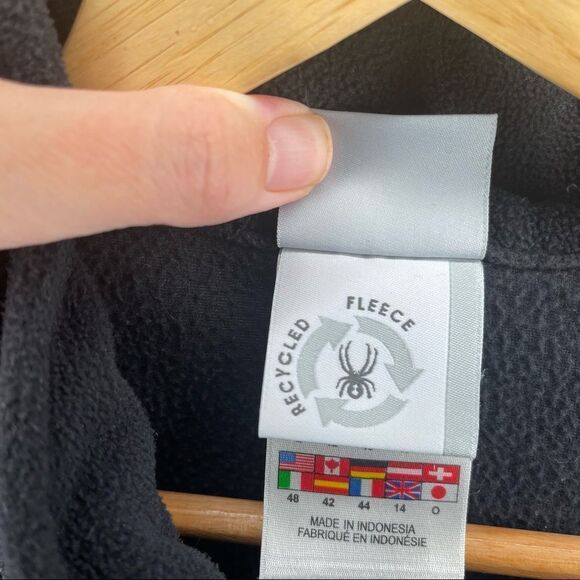 RECYCLED FLEECE
48 42 44 14 O
MADE IN INDONESIA
FABRIQUÉ EN INDONÉSIE